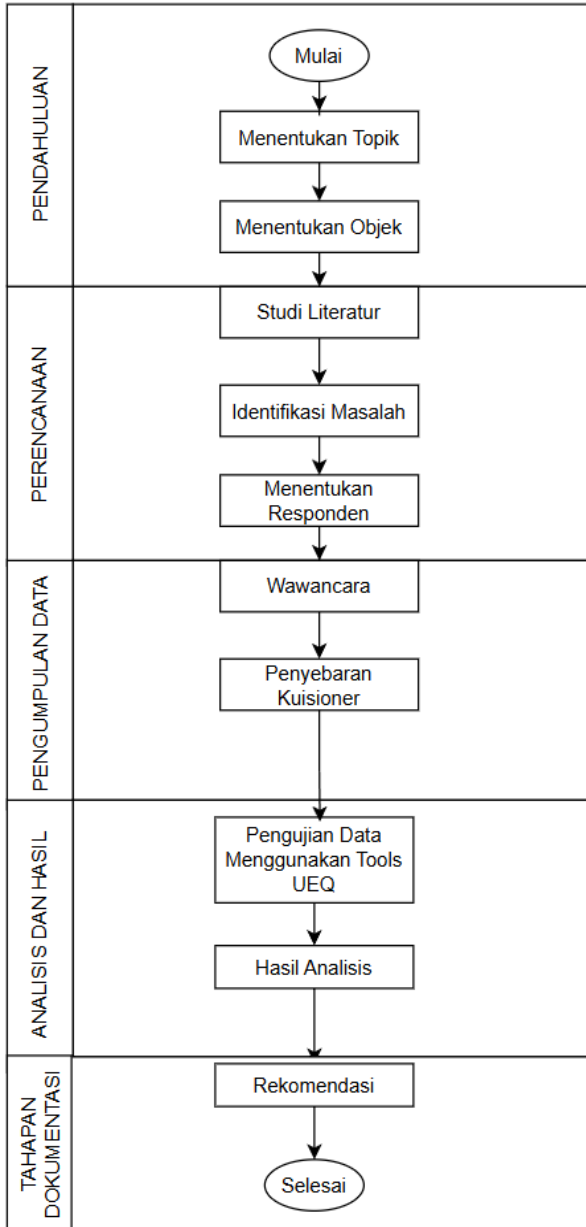 PENDAHULUAN
Mulai
Menentukan Topik
Menentukan Objek
PERENCANAAN
Studi Literatur
Identifikasi Masalah
Menentukan
Responden
PENGUMPULAN DATA
Wawancara
Penyebaran
Kuisioner
ANALISIS DAN HASIL
Pengujian Data
Menggunakan Tools
UEQ
Hasil Analisis
TAHAPAN
DOKUMENTASI
Rekomendasi
Selesai